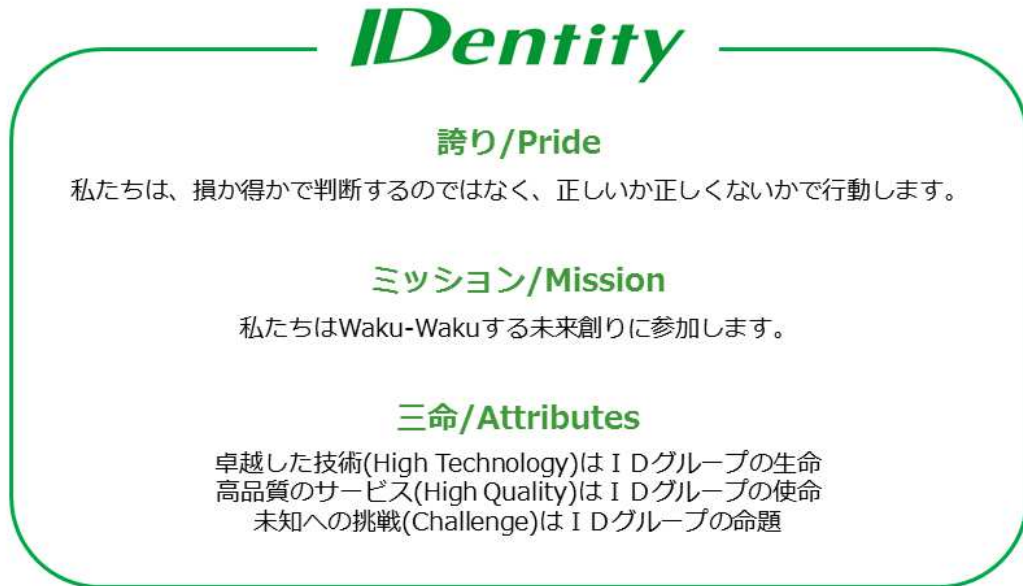 IDentity
誇り/Pride
私たちは、損か得かで判断するのではなく、正しいか正しくないかで行動します。
ミッション/Mission
私たちはWaku-Wakuする未来創りに参加します。
三命/Attributes
卓越した技術(High Technology)はＩＤグループの生命
高品質のサービス(High Quality)はＩＤグループの使命
未知への挑戦(Challenge)はＩＤグループの命題